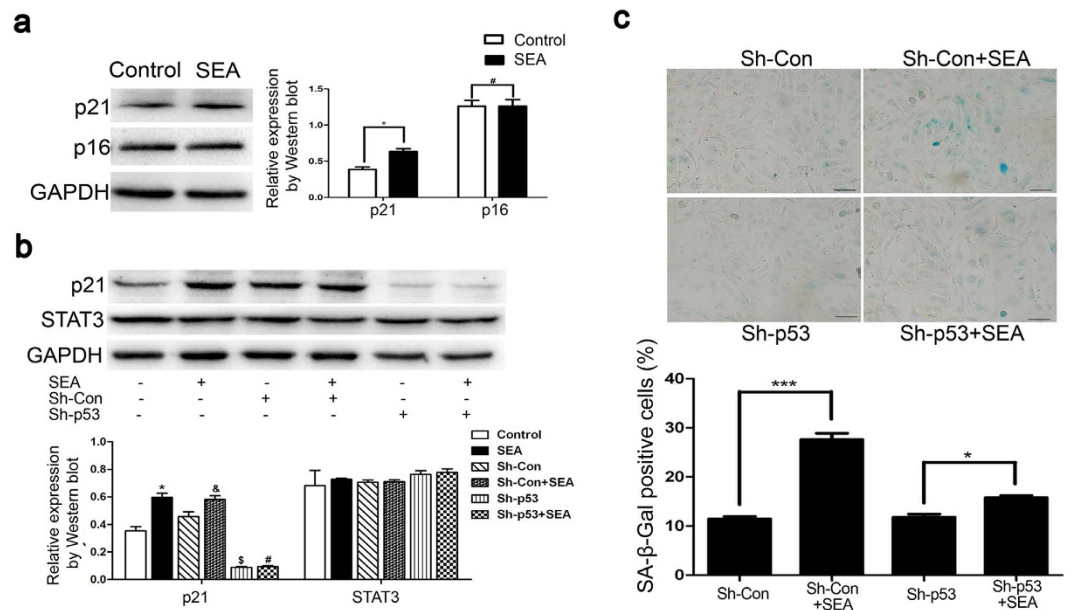 a
Control SEA
p21
p16
GAPDH
Control
SEA
Relative expression
by Western blot
1.5
1.0
0.5
0.0
*
#
p21 p16
b
p21
STAT3
GAPDH
SEA - + - + - +
Sh-Con - - + + - -
Sh-p53 - - - - + +
Relative expression
by Western blot
1.0
0.8
0.6
0.4
0.2
0.0
* & $ #
p21 STAT3
Control
SEA
Sh-Con
Sh-Con+SEA
Sh-p53
Sh-p53+SEA
c
Sh-Con Sh-Con+SEA
Sh-p53 Sh-p53+SEA
SA-β-Gal positive cells (%)
40
30
20
10
0
***
*
Sh-Con
Sh-Con
+SEA
Sh-p53
Sh-p53
+SEA